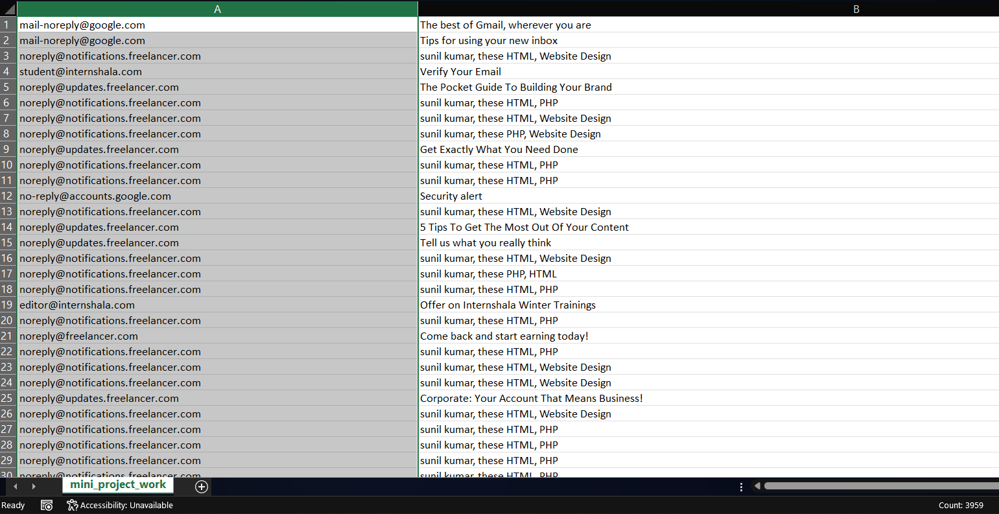 A B
1 mail-noreply@google.com The best of Gmail, wherever you are
2 mail-noreply@google.com Tips for using your new inbox
3 noreply@notifications.freelancer.com sunil kumar, these HTML, Website Design
4 student@internshala.com Verify Your Email
5 noreply@updates.freelancer.com The Pocket Guide To Building Your Brand
6 noreply@notifications.freelancer.com sunil kumar, these HTML, PHP
7 noreply@notifications.freelancer.com sunil kumar, these HTML, Website Design
8 noreply@notifications.freelancer.com sunil kumar, these PHP, Website Design
9 noreply@updates.freelancer.com Get Exactly What You Need Done
10 noreply@notifications.freelancer.com sunil kumar, these HTML, PHP
11 noreply@notifications.freelancer.com sunil kumar, these HTML, PHP
12 no-reply@accounts.google.com Security alert
13 noreply@notifications.freelancer.com sunil kumar, these HTML, Website Design
14 noreply@updates.freelancer.com 5 Tips To Get The Most Out Of Your Content
15 noreply@updates.freelancer.com Tell us what you really think
16 noreply@notifications.freelancer.com sunil kumar, these HTML, Website Design
17 noreply@notifications.freelancer.com sunil kumar, these PHP, HTML
18 noreply@notifications.freelancer.com sunil kumar, these HTML, PHP
19 editor@internshala.com Offer on Internshala Winter Trainings
20 noreply@notifications.freelancer.com sunil kumar, these HTML, PHP
21 noreply@freelancer.com Come back and start earning today!
22 noreply@notifications.freelancer.com sunil kumar, these HTML, PHP
23 noreply@notifications.freelancer.com sunil kumar, these HTML, Website Design
24 noreply@notifications.freelancer.com sunil kumar, these HTML, Website Design
25 noreply@updates.freelancer.com Corporate: Your Account That Means Business!
26 noreply@notifications.freelancer.com sunil kumar, these HTML, Website Design
27 noreply@notifications.freelancer.com sunil kumar, these HTML, PHP
28 noreply@notifications.freelancer.com sunil kumar, these HTML, PHP
29 noreply@notifications.freelancer.com sunil kumar, these HTML, PHP
30 noreply@notifications.freelancer.com sunil kumar, these HTML, PHP
mini_project_work
Ready Accessibility: Unavailable Count: 3959